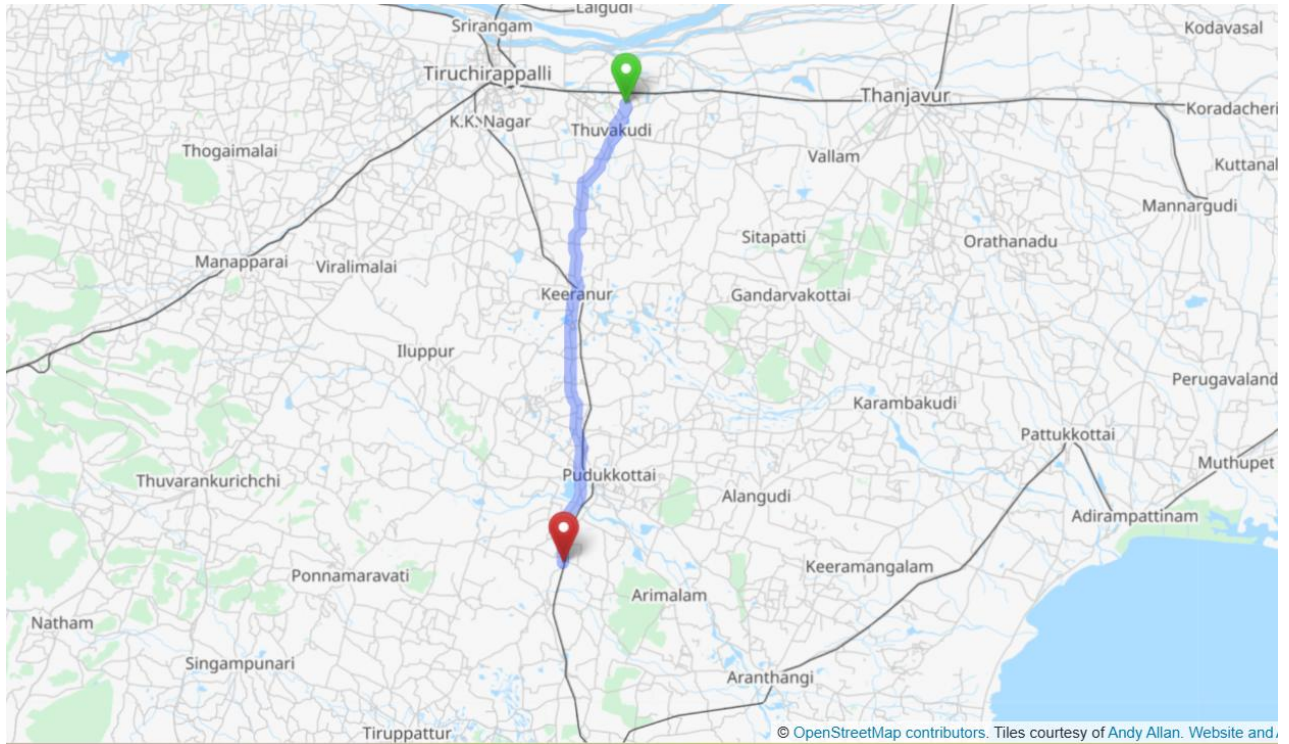 Lalgudi
Srirangam
Kodavasal
Tiruchirappalli
Thanjavur
Koradacheri
K.K. Nagar
Thuvakudi
Thogaimalai
Vallam
Kuttanal
Mannargudi
Sitapatti
Orathanadu
Manapparai
Viralimalai
Keeranur
Gandarvakottai
Iluppur
Perugavaland
Karambakudi
Pattukkottai
Muthupet
Pudukkottai
Thuvarankurichchi
Alangudi
Adirampattinam
Keeramangalam
Ponnamaravati
Arimalam
Natham
Singampunari
Aranthangi
Tiruppattur
© OpenStreetMap contributors. Tiles courtesy of Andy Allan. Website and